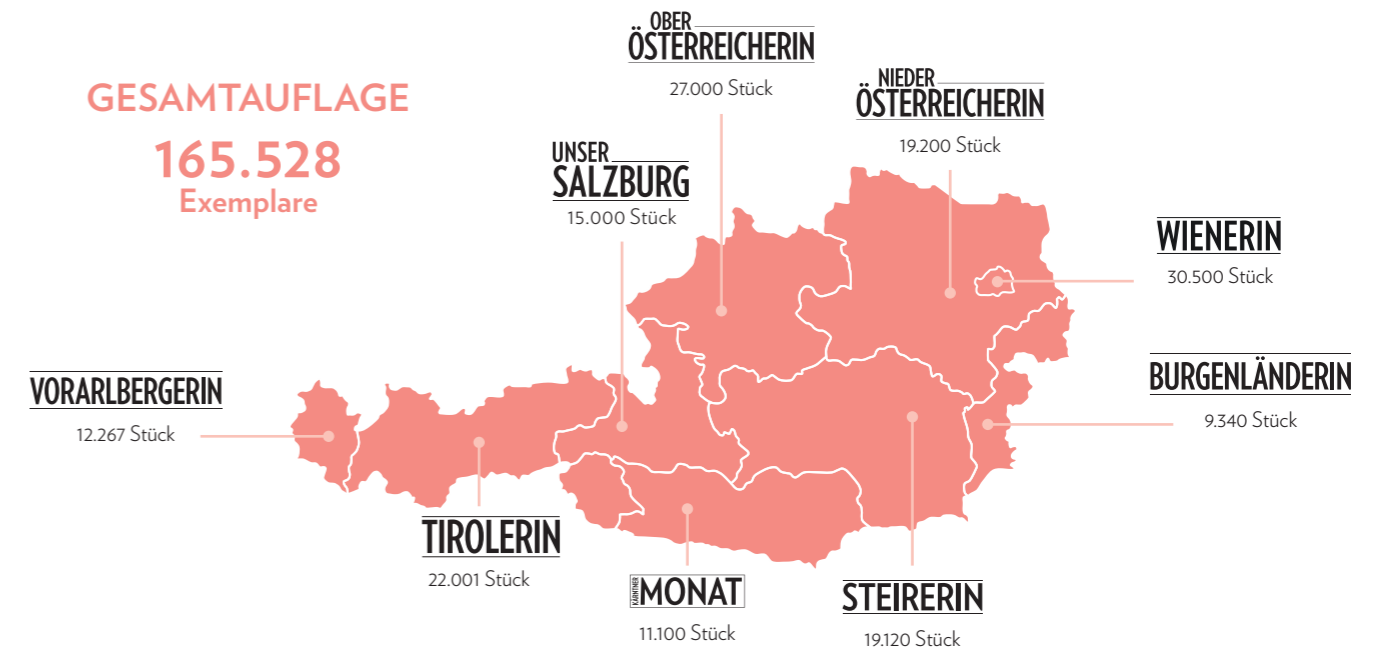 GESAMTAUFLAGE
165.528
Exemplare
OBER
ÖSTERREICHERIN
27.000 Stück
NIEDER
ÖSTERREICHERIN
19.200 Stück
UNSER
SALZBURG
15.000 Stück
WIENERIN
30.500 Stück
VORARLBERGERIN
12.267 Stück
BURGENLÄNDERIN
9.340 Stück
TIROLERIN
22.001 Stück
KÄRNTNER MONAT
11.100 Stück
STEIRERIN
19.120 Stück